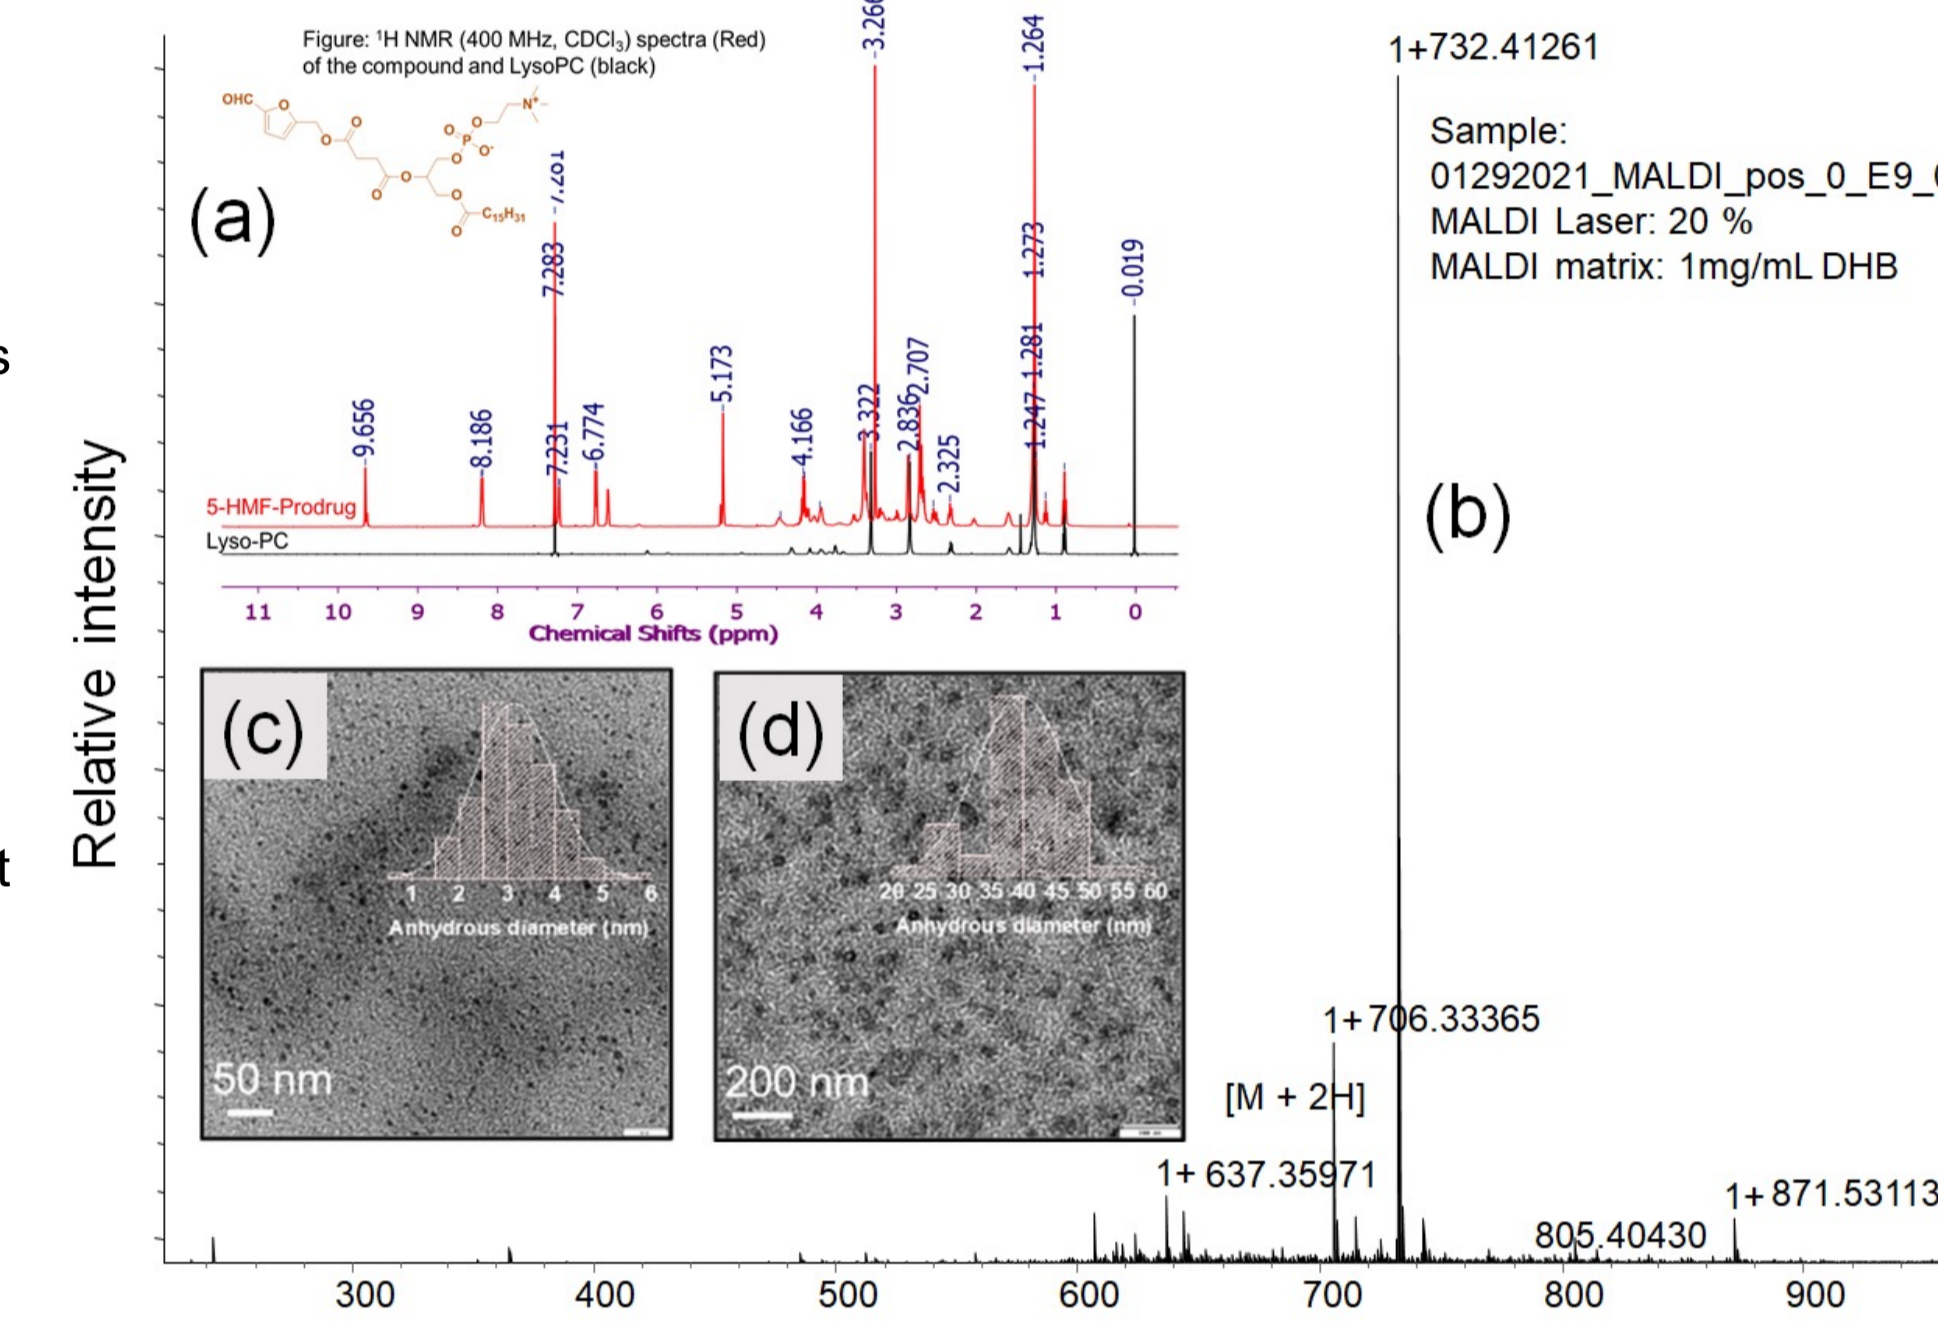 Figure: ¹H NMR (400 MHz, CDCl₃) spectra (Red)
of the compound and LysoPC (black)
OHC
O
O
O
O
O
O
P
O
O
O⁻
N⁺
O
O
C₁₅H₃₁
(a)
9.656
8.186
7.283
7.231
6.774
5.173
4.166
3.322
2.836
2.707
2.325
1.264
1.273
1.281
1.247
0.019
5-HMF-Prodrug
Lyso-PC
11 10 9 8 7 6 5 4 3 2 1 0
Chemical Shifts (ppm)
1+732.41261
Sample:
MALDI Laser: 20 %
MALDI matrix: 1mg/mL DHB
(b)
Relative intensity
(c)
1 2 3 4 5 6
Anhydrous diameter (nm)
50 nm
(d)
20 25 30 35 40 45 50 55 60
Anhydrous diameter (nm)
200 nm
1+706.33365
[M + 2H]
1+ 637.35971
805.40430
1+871.53113
300 400 500 600 700 800 900